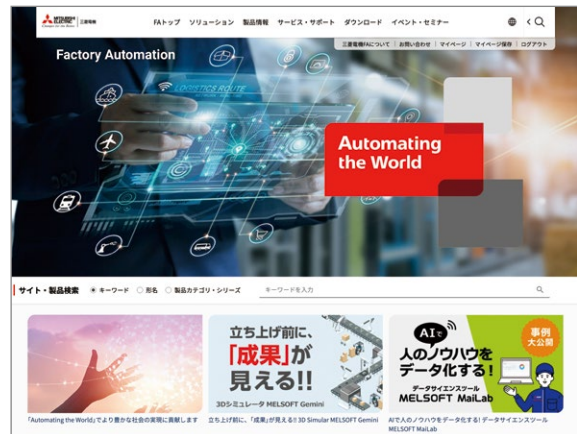 MITSUBISHI ELECTRIC
Changes for the Better
三菱電機
FAトップ ソリューション 製品情報 サービス・サポート ダウンロード イベント・セミナー
三菱電機FAについて | お問い合わせ | マイページ | マイページ保存 | ログアウト
Factory Automation
LOGISTICS ROUTE
Automating
the World
サイト・製品検索 キーワード 形名 製品カテゴリ・シリーズ キーワードを入力
立ち上げ前に、
「成果」が
見える!!
3Dシミュレータ MELSOFT Gemini
AIで
人のノウハウを
データ化する!
データサイエンスツール
MELSOFT MaiLab
事例
大公開
「Automating the World」でより豊かな社会の実現に貢献します
立ち上げ前に、「成果」が見える!! 3D Simular MELSOFT Gemini
AIで人のノウハウをデータ化する! データサイエンスツール
MELSOFT MaiLab